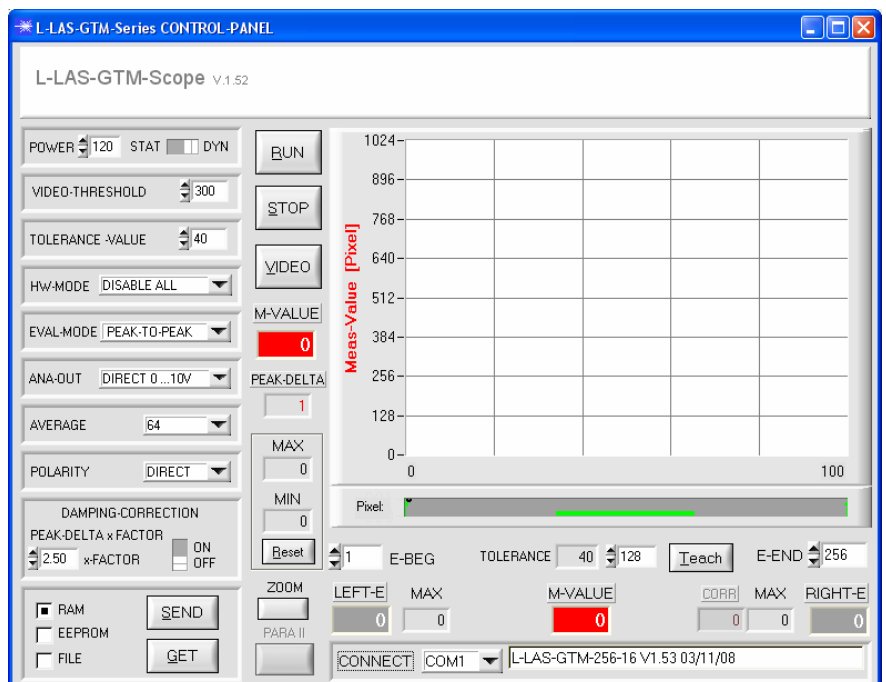 L-LAS-GTM-Series CONTROL-PANEL
L-LAS-GTM-Scope V.1.52
POWER 120 STAT DYN
VIDEO-THRESHOLD 300
TOLERANCE -VALUE 40
HW-MODE DISABLE ALL
EVAL-MODE PEAK-TO-PEAK
ANA-OUT DIRECT 0 ...10V
AVERAGE 64
POLARITY DIRECT
DAMPING-CORRECTION
PEAK-DELTA x FACTOR
2.50 x-FACTOR
ON
OFF
RAM
EEPROM
FILE
SEND
GET
RUN
STOP
VIDEO
M-VALUE
0
PEAK-DELTA
1
MAX
0
MIN
0
Reset
ZOOM
PARA II
Meas-Value [Pixel]
1024
896
768
640
512
384
256
128
0
0 100
Pixel:
1 E-BEG TOLERANCE 40 128 Teach E-END 256
LEFT-E MAX M-VALUE CORR MAX RIGHT-E
0 0 0 0 0 0
CONNECT COM1 L-LAS-GTM-256-16 V1.53 03/11/08